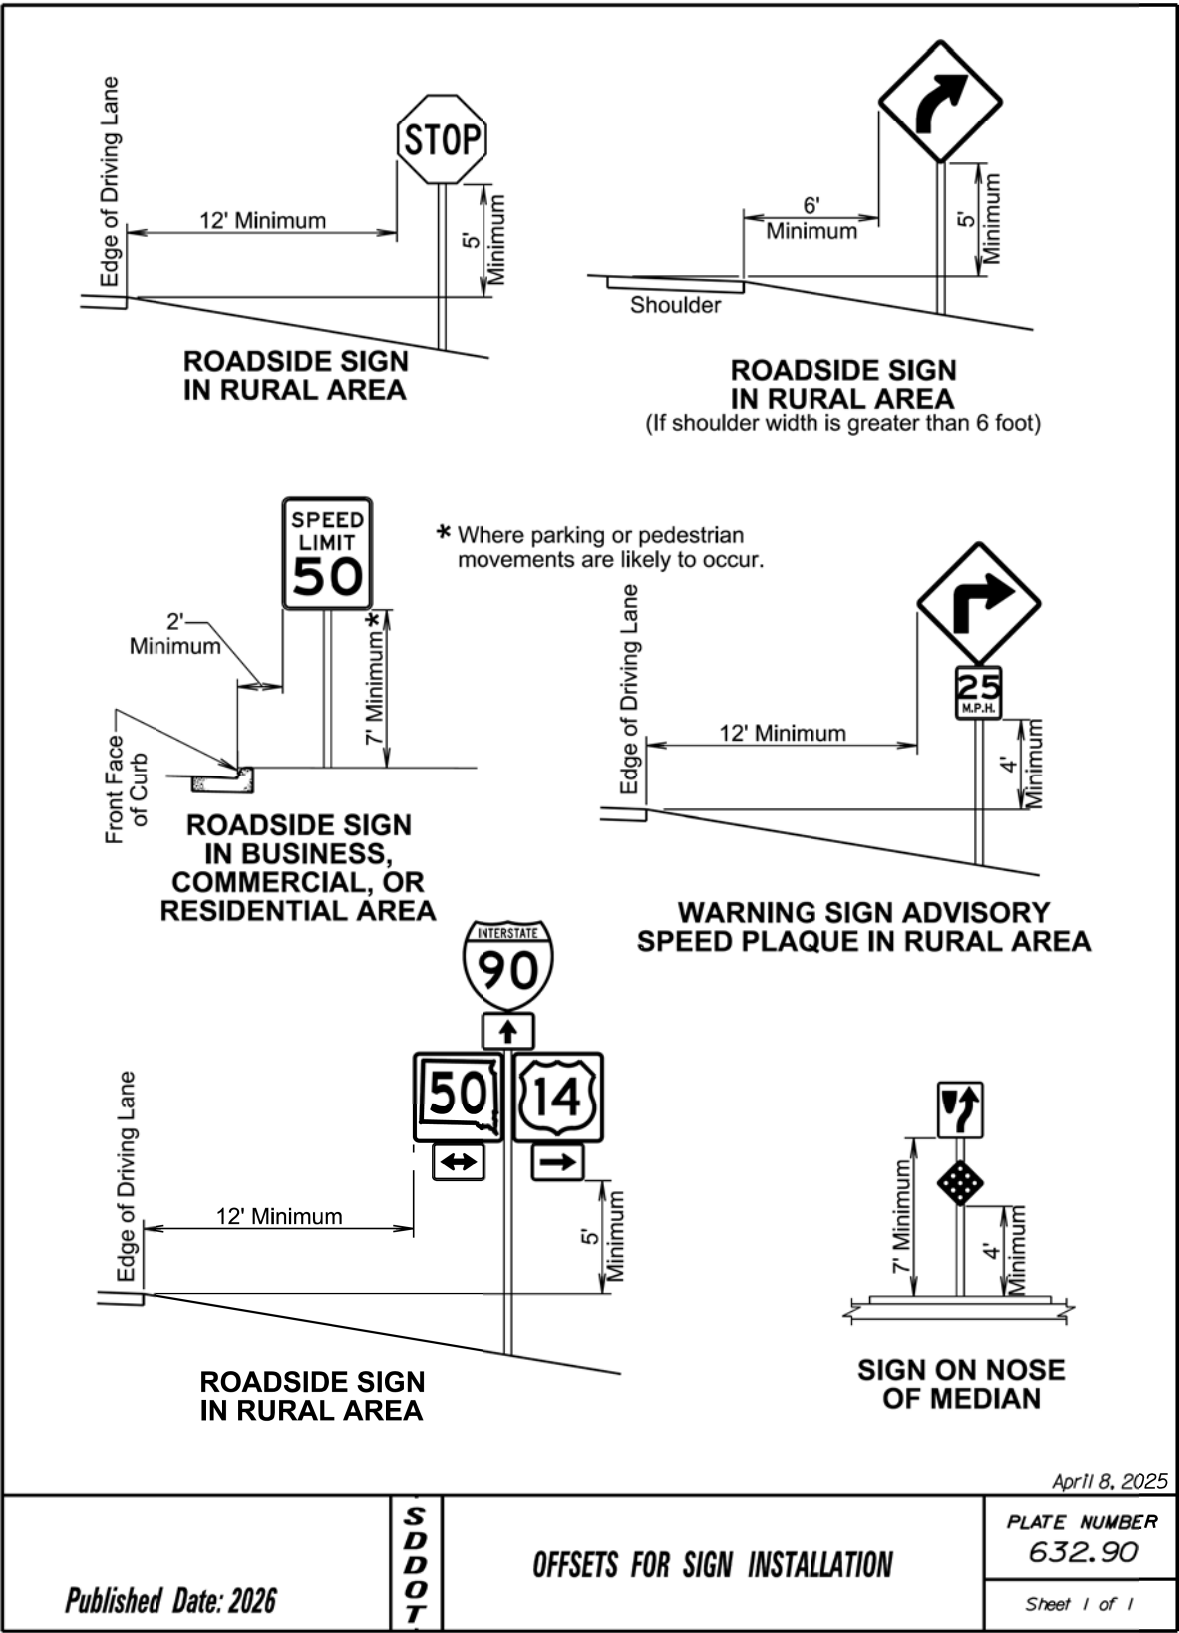 Edge of Driving Lane
STOP
12' Minimum
5'
Minimum
ROADSIDE SIGN
IN RURAL AREA
6'
Minimum
5'
Minimum
Shoulder
ROADSIDE SIGN
IN RURAL AREA
(If shoulder width is greater than 6 foot)
SPEED
LIMIT
50
* Where parking or pedestrian
movements are likely to occur.
2'
Minimum
7' Minimum*
Front Face
of Curb
ROADSIDE SIGN
IN BUSINESS,
COMMERCIAL, OR
RESIDENTIAL AREA
Edge of Driving Lane
25
M.P.H.
12' Minimum
4'
Minimum
WARNING SIGN ADVISORY
SPEED PLAQUE IN RURAL AREA
INTERSTATE
90
50
14
Edge of Driving Lane
12' Minimum
5'
Minimum
ROADSIDE SIGN
IN RURAL AREA
7' Minimum
4'
Minimum
SIGN ON NOSE
OF MEDIAN
April 8, 2025
Published Date: 2026
SDDOT
OFFSETS FOR SIGN INSTALLATION
PLATE NUMBER
632.90
Sheet 1 of 1